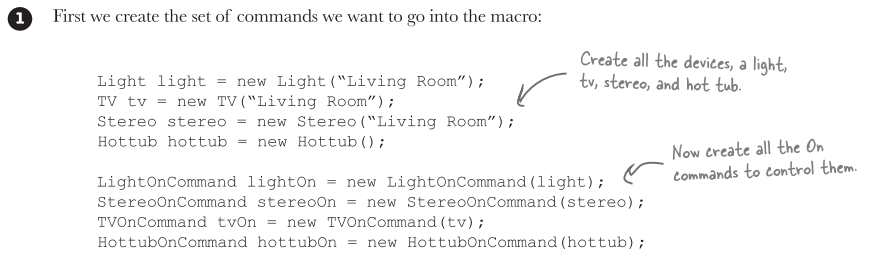 1 First we create the set of commands we want to go into the macro:
Light light = new Light(“Living Room”);
TV tv = new TV(“Living Room”);
Stereo stereo = new Stereo(“Living Room”);
Hottub hottub = new Hottub();
Create all the devices, a light,
tv, stereo, and hot tub.
LightOnCommand lightOn = new LightOnCommand(light);
StereoOnCommand stereoOn = new StereoOnCommand(stereo);
TVOnCommand tvOn = new TVOnCommand(tv);
HottubOnCommand hottubOn = new HottubOnCommand(hottub);
Now create all the On
commands to control them.